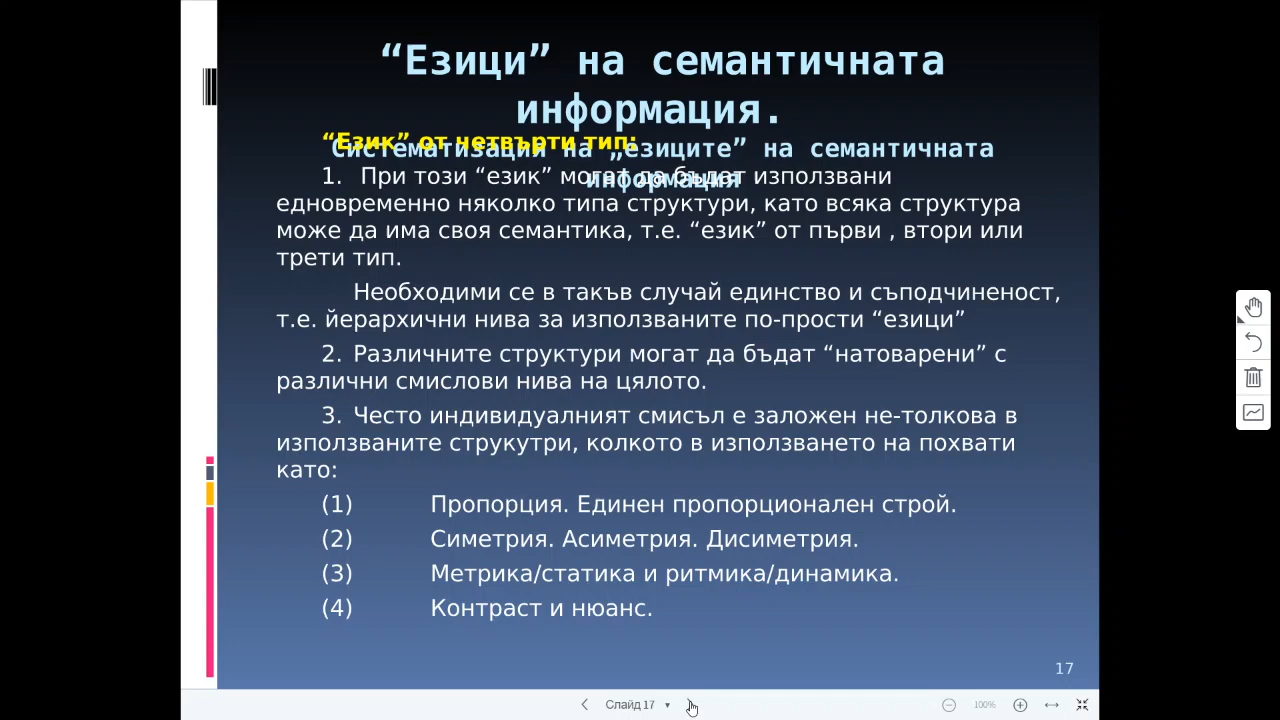 “Езици” на семантичната
информация.
“Език” от четвърти тип:
Систематизация на „езиците” на семантичната
информация
1. При този “език” могат да бъдат използвани
едновременно няколко типа структури, като всяка структура
може да има своя семантика, т.е. “език” от първи , втори или
трети тип.
Необходими се в такъв случай единство и съподчиненост,
т.е. йерархични нива за използваните по-прости “езици”
2. Различните структури могат да бъдат “натоварени” с
различни смислови нива на цялото.
3. Често индивидуалният смисъл е заложен не-толкова в
използваните струкутри, колкото в използването на похвати
като:
(1) Пропорция. Единен пропорционален строй.
(2) Симетрия. Асиметрия. Дисиметрия.
(3) Метрика/статика и ритмика/динамика.
(4) Контраст и нюанс.
17
Слайд 17
100%